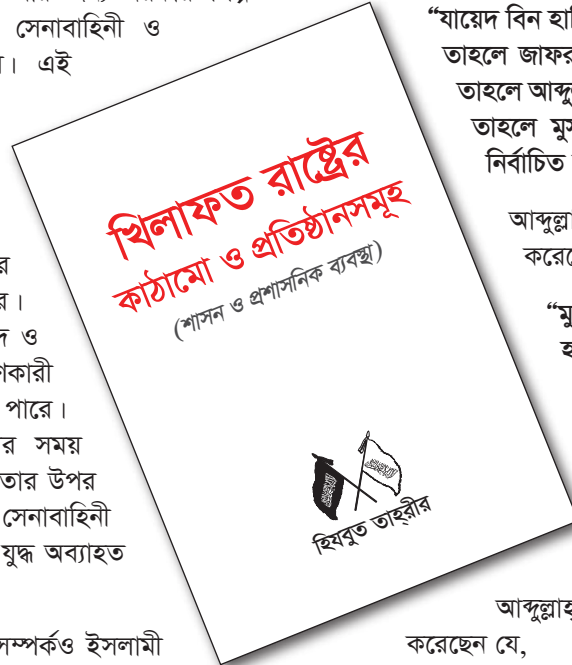 সেনাবাহিনী ও
। এই
র
র।
দ ও
কারী
পারে।
র সময়
তার উপর
সেনাবাহিনী
যুদ্ধ অব্যাহত
সম্পর্কও ইসলামী
খিলাফত রাষ্ট্রের
কাঠামো ও প্রতিষ্ঠানসমূহ
(শাসন ও প্রশাসনিক ব্যবস্থা)
হিযবুত তাহ্‌রীর
“যায়েদ বিন হা
তাহলে জাফর
তাহলে আব্দু
তাহলে মুস
নির্বাচিত
আব্দুল্লা
করেছে
“মু
হ
আব্দুল্লাহ
করেছেন যে,